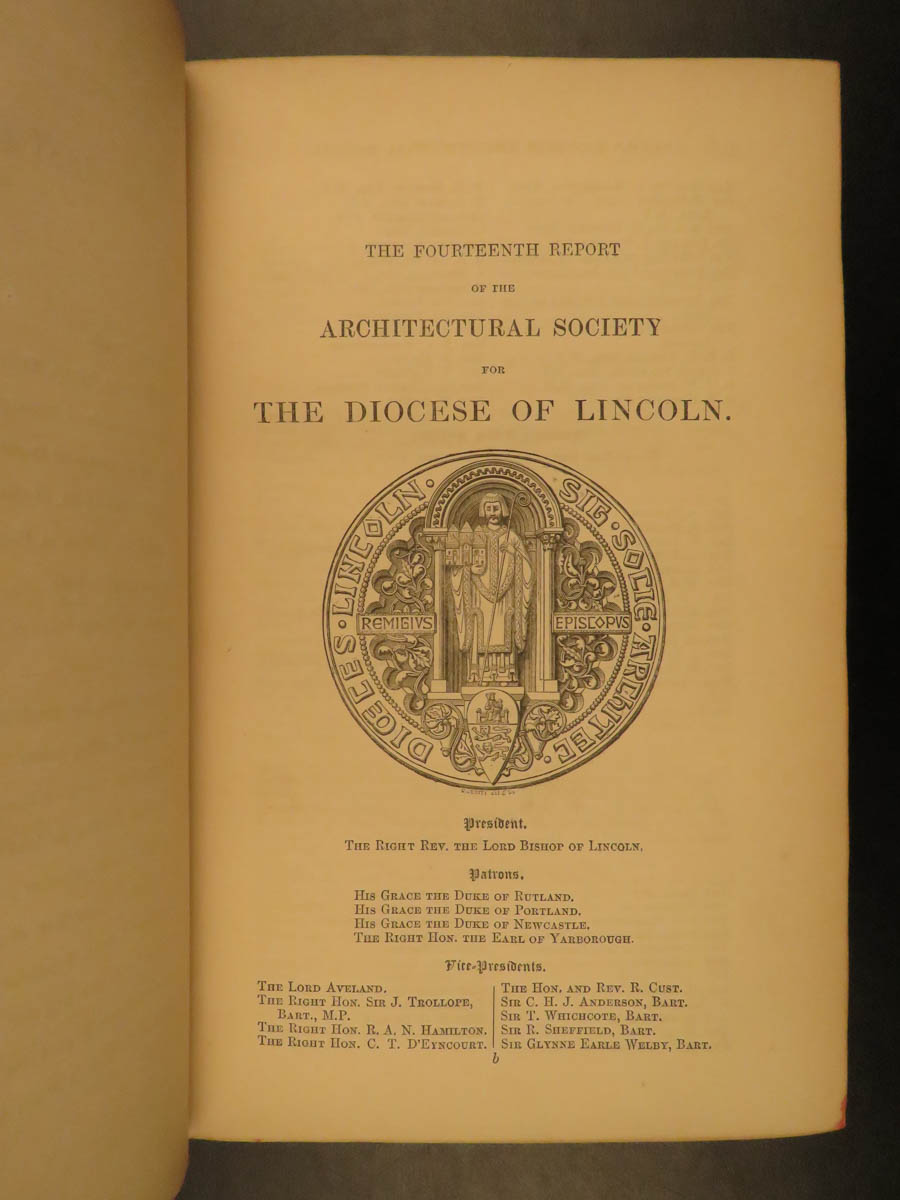 THE FOURTEENTH REPORT
OF THE
ARCHITECTURAL SOCIETY
FOR
THE DIOCESE OF LINCOLN.
DIOECES · LINCOLN · SIG · SOCIE · ARCHITEC ·
REMIGIVS EPISCOPVS
President.
THE RIGHT REV. THE LORD BISHOP OF LINCOLN.
Patrons.
HIS GRACE THE DUKE OF RUTLAND.
HIS GRACE THE DUKE OF PORTLAND.
HIS GRACE THE DUKE OF NEWCASTLE.
THE RIGHT HON. THE EARL OF YARBOROUGH.
Vice-Presidents.
THE LORD AVELAND.
THE RIGHT HON. SIR J. TROLLOPE,
BART., M.P.
THE RIGHT HON. R. A. N. HAMILTON.
THE RIGHT HON. C. T. D'EYNCOURT.
THE HON. AND REV. R. CUST.
SIR C. H. J. ANDERSON, BART.
SIR T. WHICHCOTE, BART.
SIR R. SHEFFIELD, BART.
SIR GLYNNE EARLE WELBY, BART.
b